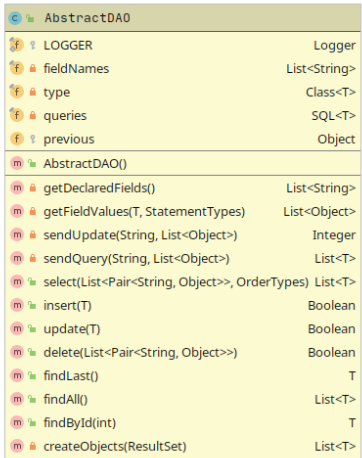 AbstractDAO
LOGGER Logger
fieldNames List<String>
type Class<T>
queries SQL<T>
previous Object
AbstractDAO()
getDeclaredFields() List<String>
getFieldValues(T, StatementTypes) List<Object>
sendUpdate(String, List<Object>) Integer
sendQuery(String, List<Object>) List<T>
select(List<Pair<String, Object>>, OrderTypes) List<T>
insert(T) Boolean
update(T) Boolean
delete(List<Pair<String, Object>>) Boolean
findLast() T
findAll() List<T>
findById(int) T
createObjects(ResultSet) List<T>